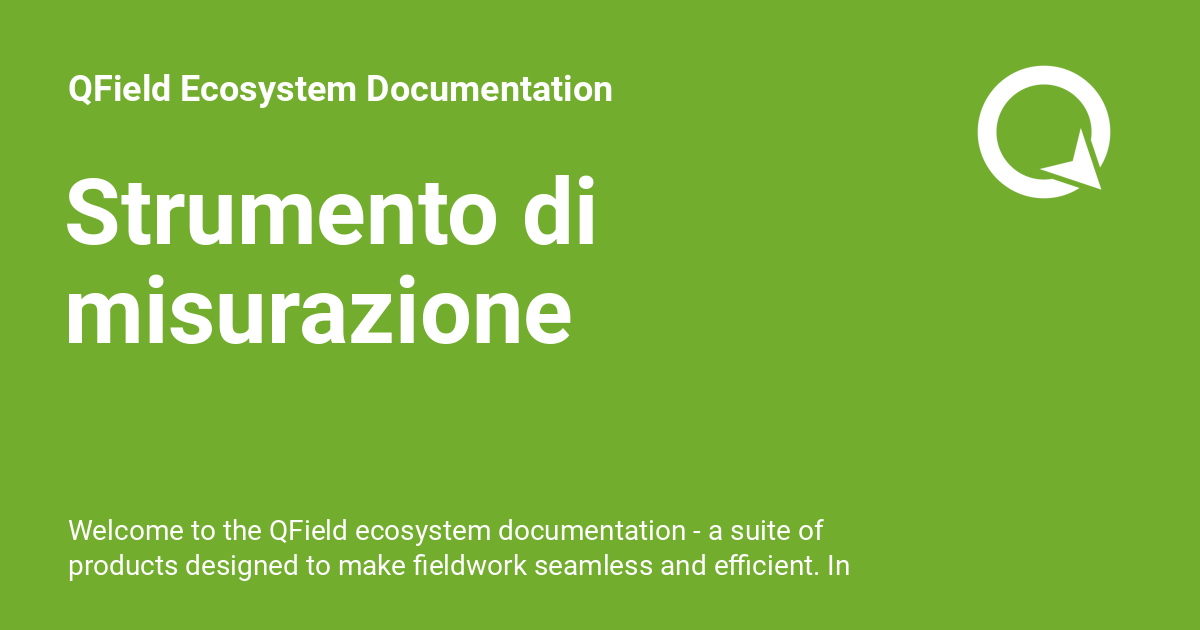 QField Ecosystem Documentation
Strumento di
misurazione
Welcome to the QField ecosystem documentation - a suite of
products designed to make fieldwork seamless and efficient. In